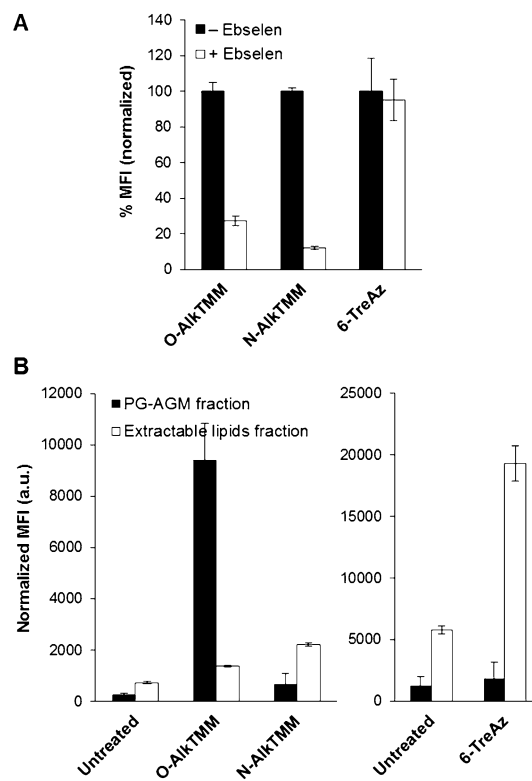 A
– Ebselen
+ Ebselen
% MFI (normalized)
140
120
100
80
60
40
20
0
O-AlkTMM
N-AlkTMM
6-TreAz
B
PG-AGM fraction
Extractable lipids fraction
Normalized MFI (a.u.)
12000
10000
8000
6000
4000
2000
0
Untreated
O-AlkTMM
N-AlkTMM
25000
20000
15000
10000
5000
0
Untreated
6-TreAz